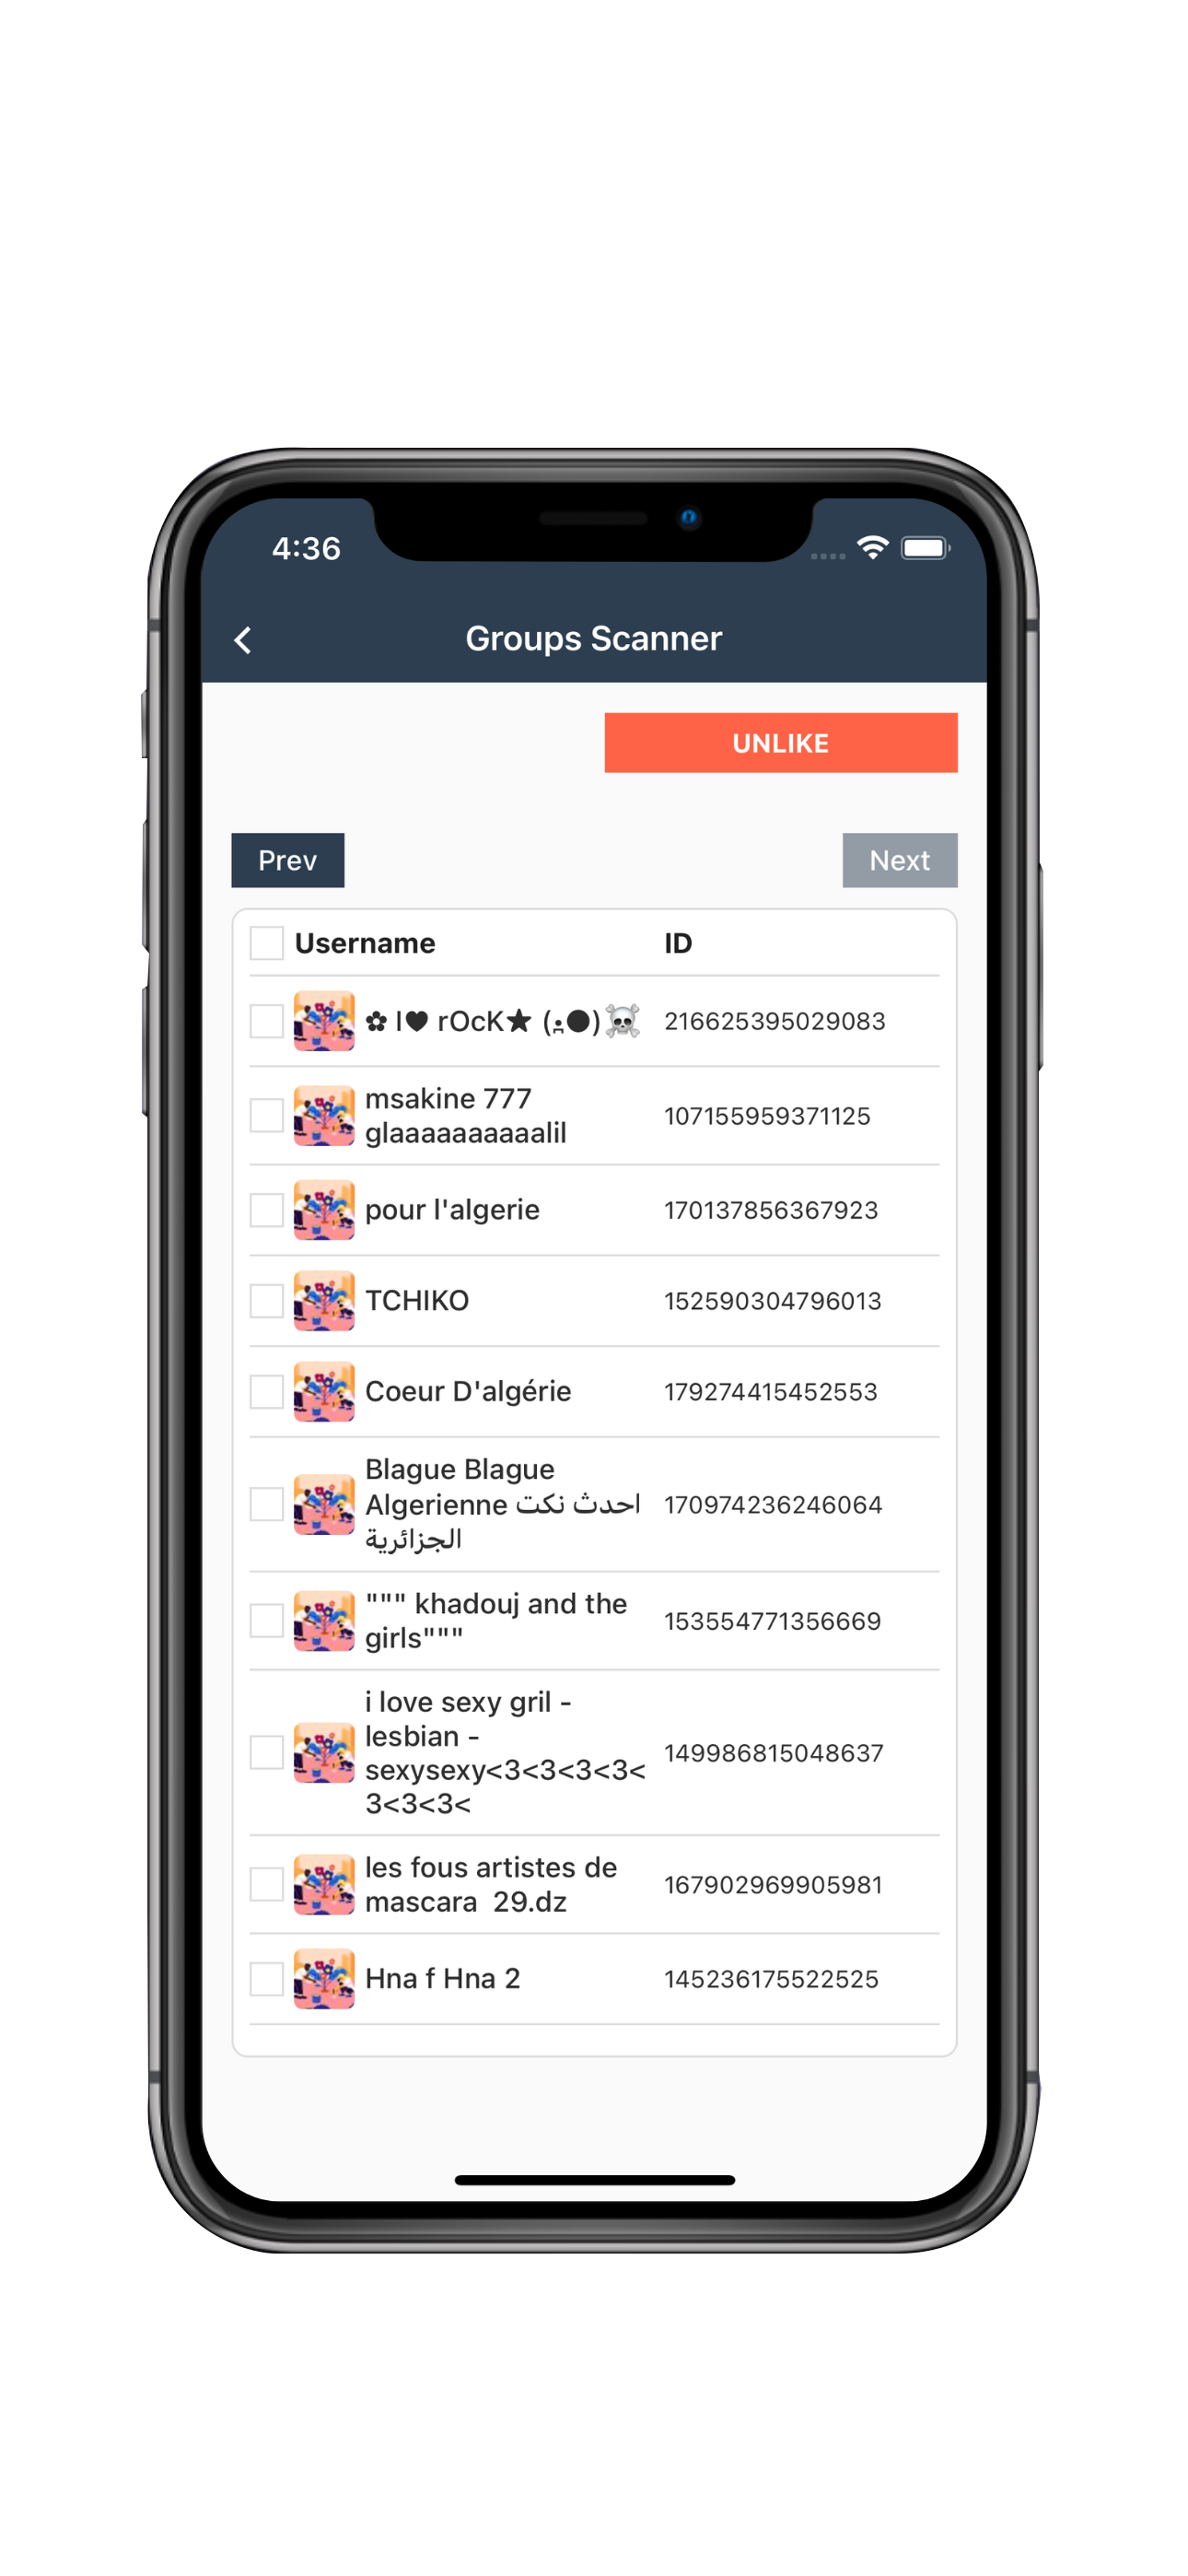 4:36
Groups Scanner
UNLIKE
Prev
Next
Username ID
✿ I♥ rOcK★ (●)☠ 216625395029083
msakine 777
glaaaaaaaaaalil
107155959371125
pour l'algerie 170137856367923
TCHIKO 152590304796013
Coeur D'algérie 179274415452553
Blague Blague
Algerienne احدث نكت
الجزائرية
170974236246064
""" khadouj and the
girls"""
153554771356669
i love sexy gril -
lesbian -
sexysexy<3<3<3<3<
3<3<3<
149986815048637
les fous artistes de
mascara  29.dz
167902969905981
Hna f Hna 2 145236175522525